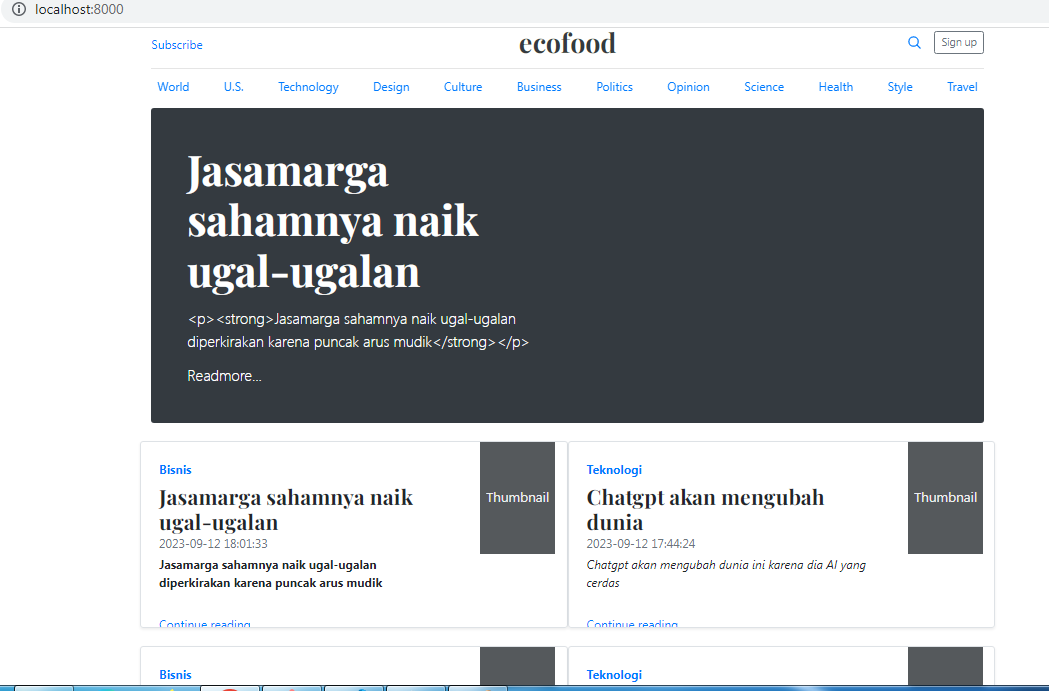 localhost:8000
Subscribe
ecofood
Sign up
World U.S. Technology Design Culture Business Politics Opinion Science Health Style Travel
Jasamarga
sahamnya naik
ugal-ugalan
<p><strong>Jasamarga sahamnya naik ugal-ugalan
diperkirakan karena puncak arus mudik</strong></p>
Readmore...
Bisnis
Jasamarga sahamnya naik
ugal-ugalan
2023-09-12 18:01:33
Jasamarga sahamnya naik ugal-ugalan
diperkirakan karena puncak arus mudik
Continue reading
Thumbnail
Teknologi
Chatgpt akan mengubah
dunia
2023-09-12 17:44:24
Chatgpt akan mengubah dunia ini karena dia AI yang
cerdas
Continue reading
Thumbnail
Bisnis
Teknologi